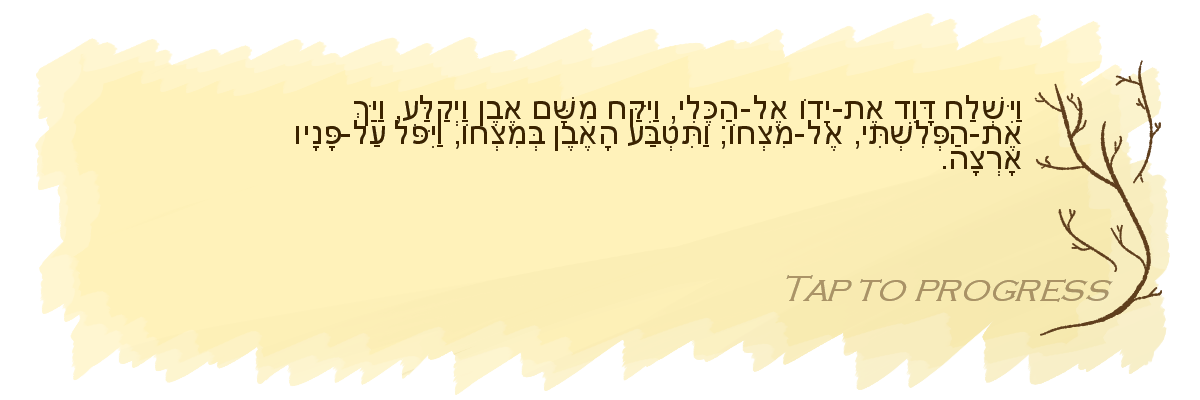 וַיִּשְׁלַח דָּוִד אֶת-יָדוֹ אֶל-הַכֶּלִי, וַיִּקַּח מִשָּׁם אֶבֶן וַיְקַלַּע, וַיַּךְ
אֶת-הַפְּלִשְׁתִּי, אֶל-מִצְחוֹ; וַתִּטְבַּע הָאֶבֶן בְּמִצְחוֹ, וַיִּפֹּל עַל-פָּנָיו
אָרְצָה.
TAP TO PROGRESS